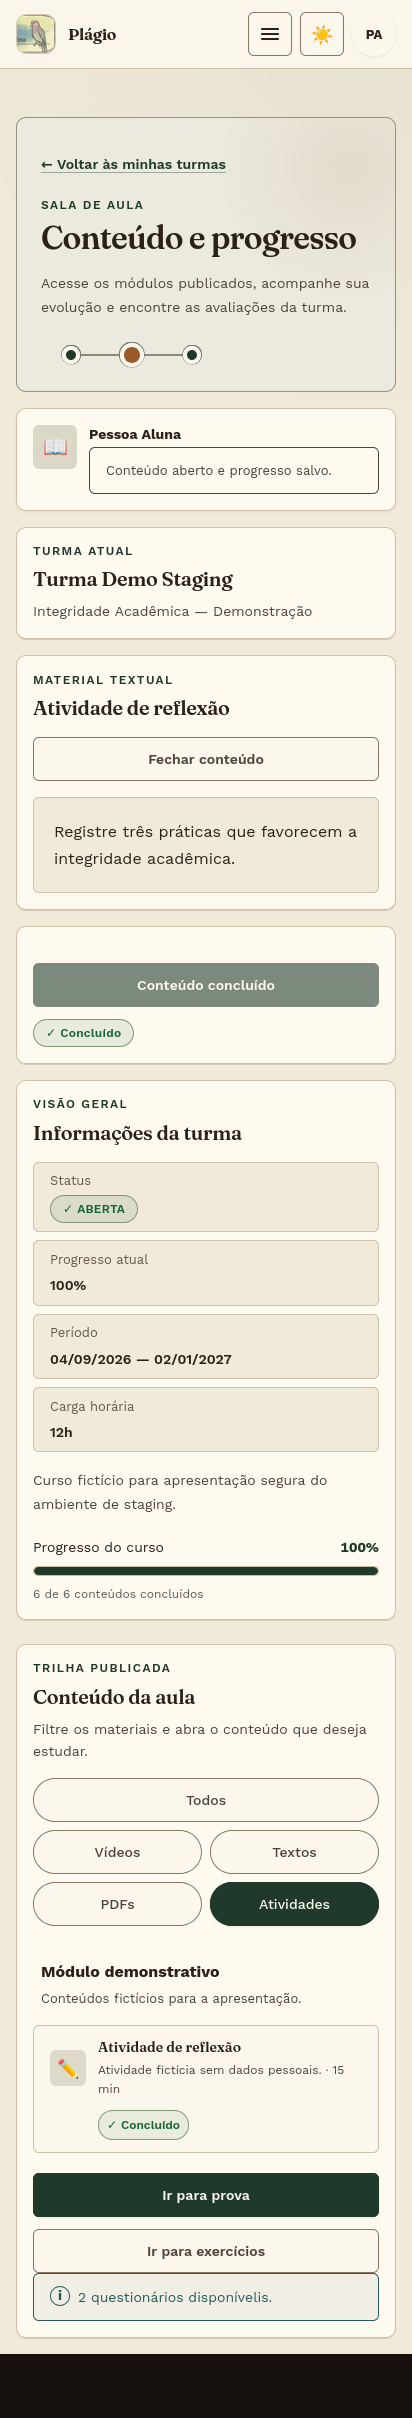 Plágio
PA
← Voltar às minhas turmas
SALA DE AULA
Conteúdo e progresso
Acesse os módulos publicados, acompanhe sua
evolução e encontre as avaliações da turma.
Pessoa Aluna
Conteúdo aberto e progresso salvo.
TURMA ATUAL
Turma Demo Staging
Integridade Acadêmica — Demonstração
MATERIAL TEXTUAL
Atividade de reflexão
Fechar conteúdo
Registre três práticas que favorecem a
integridade acadêmica.
Conteúdo concluído
✓ Concluído
VISÃO GERAL
Informações da turma
Status
✓ ABERTA
Progresso atual
100%
Período
04/09/2026 — 02/01/2027
Carga horária
12h
Curso fictício para apresentação segura do
ambiente de staging.
Progresso do curso 100%
6 de 6 conteúdos concluídos
TRILHA PUBLICADA
Conteúdo da aula
Filtre os materiais e abra o conteúdo que deseja
estudar.
Todos
Vídeos Textos
PDFs Atividades
Módulo demonstrativo
Conteúdos fictícios para a apresentação.
Atividade de reflexão
Atividade fictícia sem dados pessoais. · 15
min
✓ Concluído
Ir para prova
Ir para exercícios
i 2 questionários disponívelis.